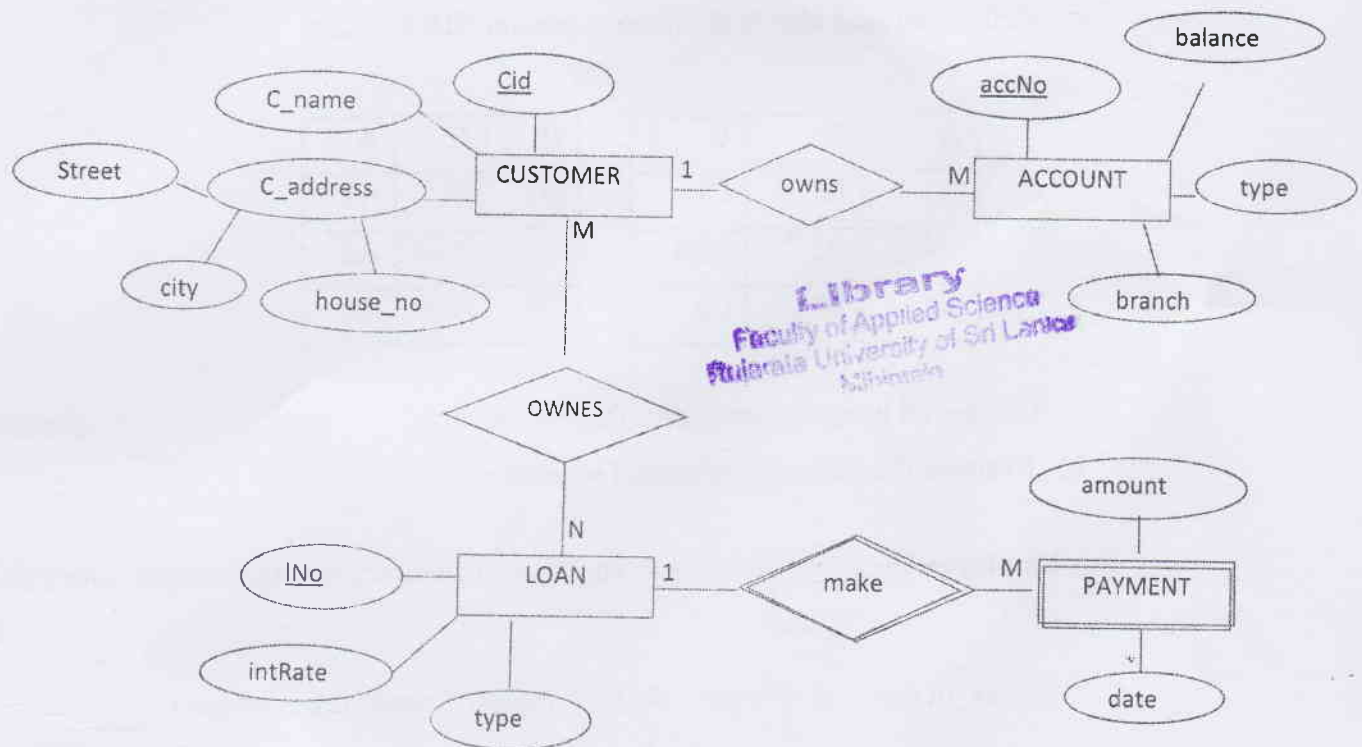 balance
Cid
accNo
C_name
Street
C_address
CUSTOMER
1
owns
M
ACCOUNT
type
M
city
house_no
branch
Library
Faculty of Applied Science
University of Sri Lanka
OWNES
amount
N
lNo
LOAN
1
make
M
PAYMENT
intRate
type
date